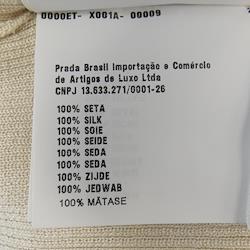 0000ET- X001A- 00009
Prada Brasil Importação e Comércio
de Artigos de Luxo Ltda
CNPJ 13.633.271/0001-26
100% SETA
100% SILK
100% SOIE
100% SEIDE
100% SEDA
100% SEDA
100% ZIJDE
100% JEDWAB
100% MĂTASE